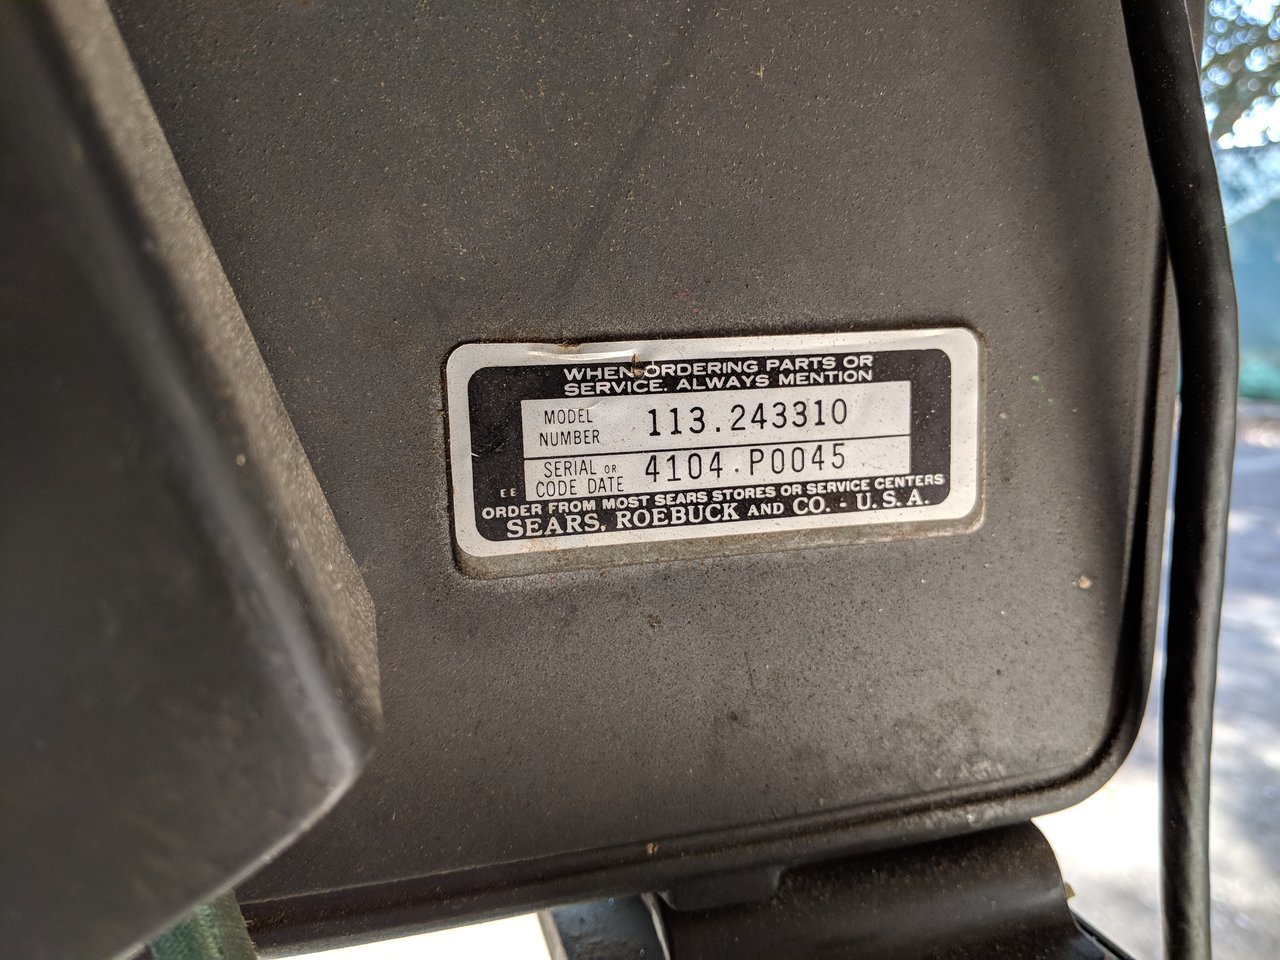 WHEN ORDERING PARTS OR
SERVICE, ALWAYS MENTION
MODEL NUMBER 113.243310
SERIAL OR CODE DATE 4104.P0045
EE
ORDER FROM MOST SEARS STORES OR SERVICE CENTERS
SEARS, ROEBUCK AND CO. - U.S.A.